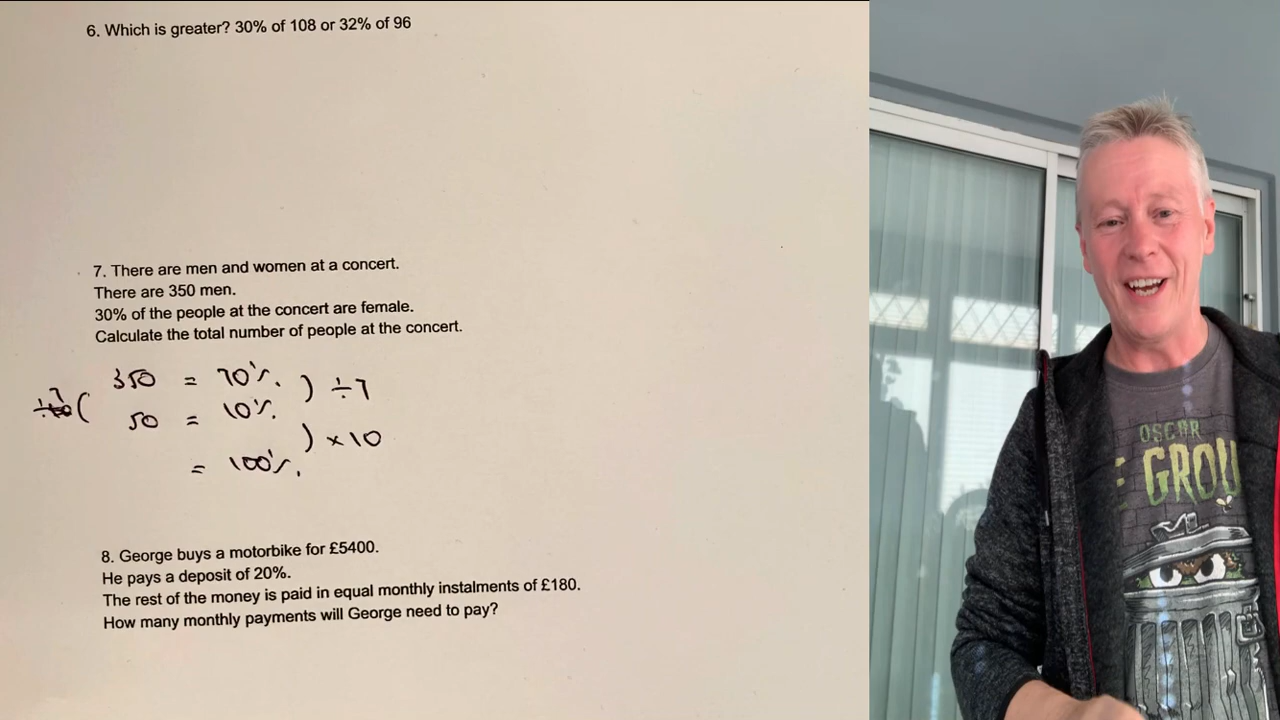 6. Which is greater? 30% of 108 or 32% of 96
7. There are men and women at a concert.
There are 350 men.
30% of the people at the concert are female.
Calculate the total number of people at the concert.
350 = 70%. ) ÷7
÷7 ( 50 = 10%.
) × 10
= 100%.
8. George buys a motorbike for £5400.
He pays a deposit of 20%.
The rest of the money is paid in equal monthly instalments of £180.
How many monthly payments will George need to pay?
OSCAR
GROU